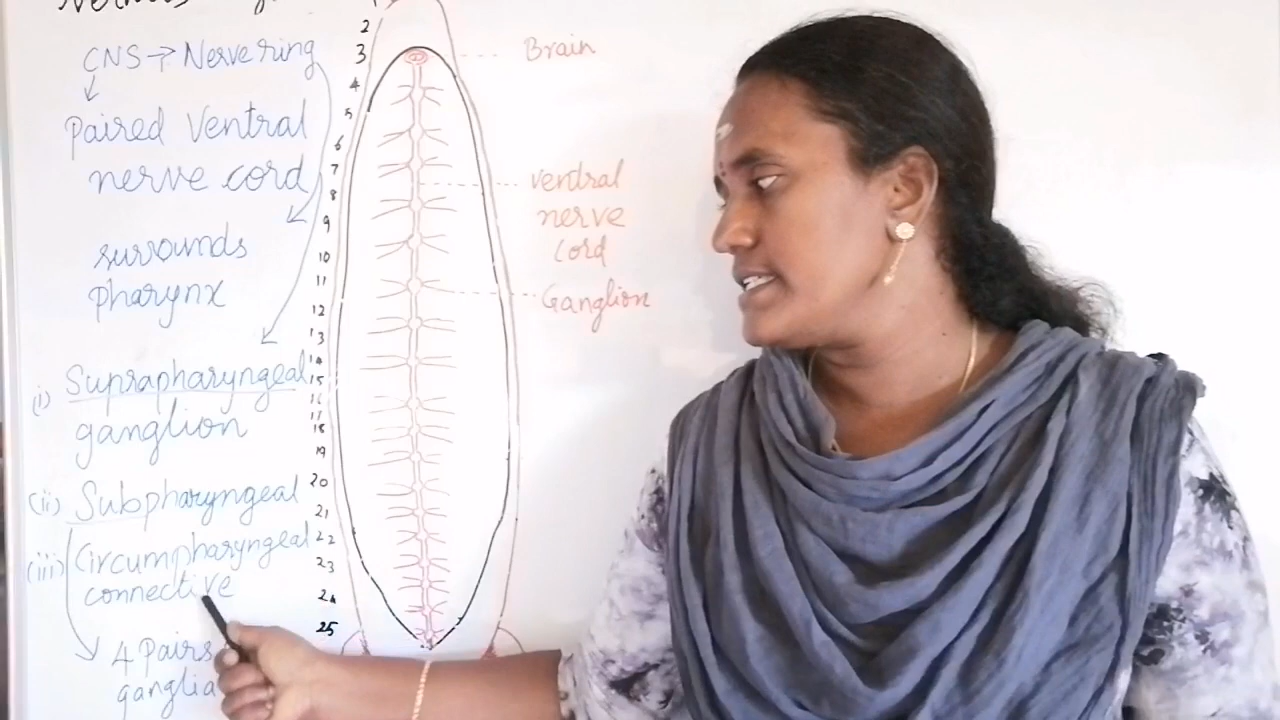 CNS → Nerve ring
Paired Ventral
nerve cord
surrounds
pharynx
(i) Suprapharyngeal
ganglion
(ii) Subpharyngeal
(iii) Circumpharyngeal
connective
4 Pairs
ganglia
1
2
3
4
5
6
7
8
9
10
11
12
13
14
15
16
17
18
19
20
21
22
23
24
25
Brain
ventral
nerve
cord
Ganglion